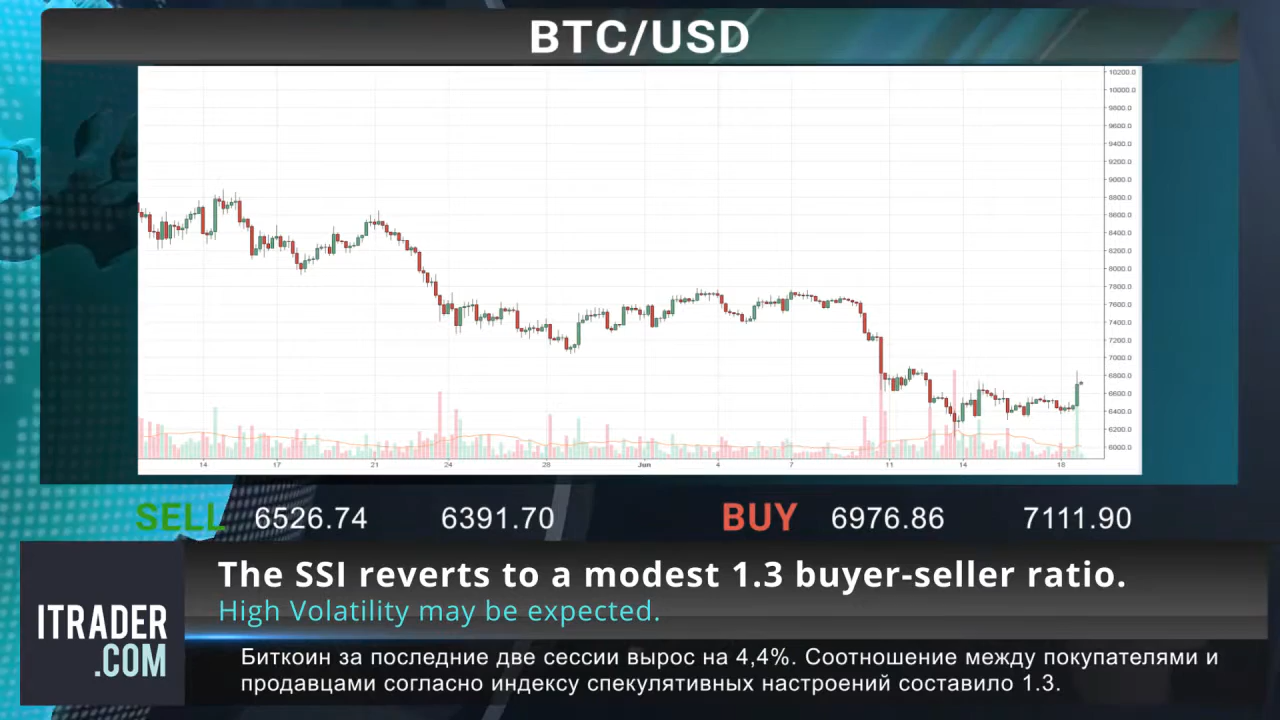 BTC/USD
10200.0
10000.0
9800.0
9600.0
9400.0
9200.0
9000.0
8800.0
8600.0
8400.0
8200.0
8000.0
7800.0
7600.0
7400.0
7200.0
7000.0
6800.0
6600.0
6400.0
6200.0
6000.0
14 17 21 24 28 Jun 4 7 11 14 18
SELL 6526.74 6391.70 BUY 6976.86 7111.90
The SSI reverts to a modest 1.3 buyer-seller ratio.
High Volatility may be expected.
ITRADER
.COM
Биткоин за последние две сессии вырос на 4,4%. Соотношение между покупателями и
продавцами согласно индексу спекулятивных настроений составило 1.3.